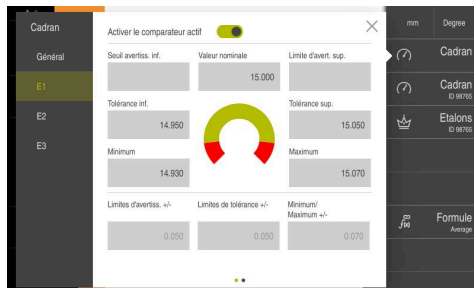 Cadran
Général
E1
E2
E3
Activer le comparateur actif
Seuil avertiss. inf.
Valeur nominale
Limite d'avert. sup.
15.000
Tolérance inf.
Tolérance sup.
14.950
15.050
Minimum
Maximum
14.930
15.070
Limites d'avertiss. +/-
Limites de tolérance +/-
Minimum/
Maximum +/-
0.050
0.050
0.070
mm
Degree
Cadran
Cadran
ID 98765
Etalons
ID 98765
f(x)
Formule
Average